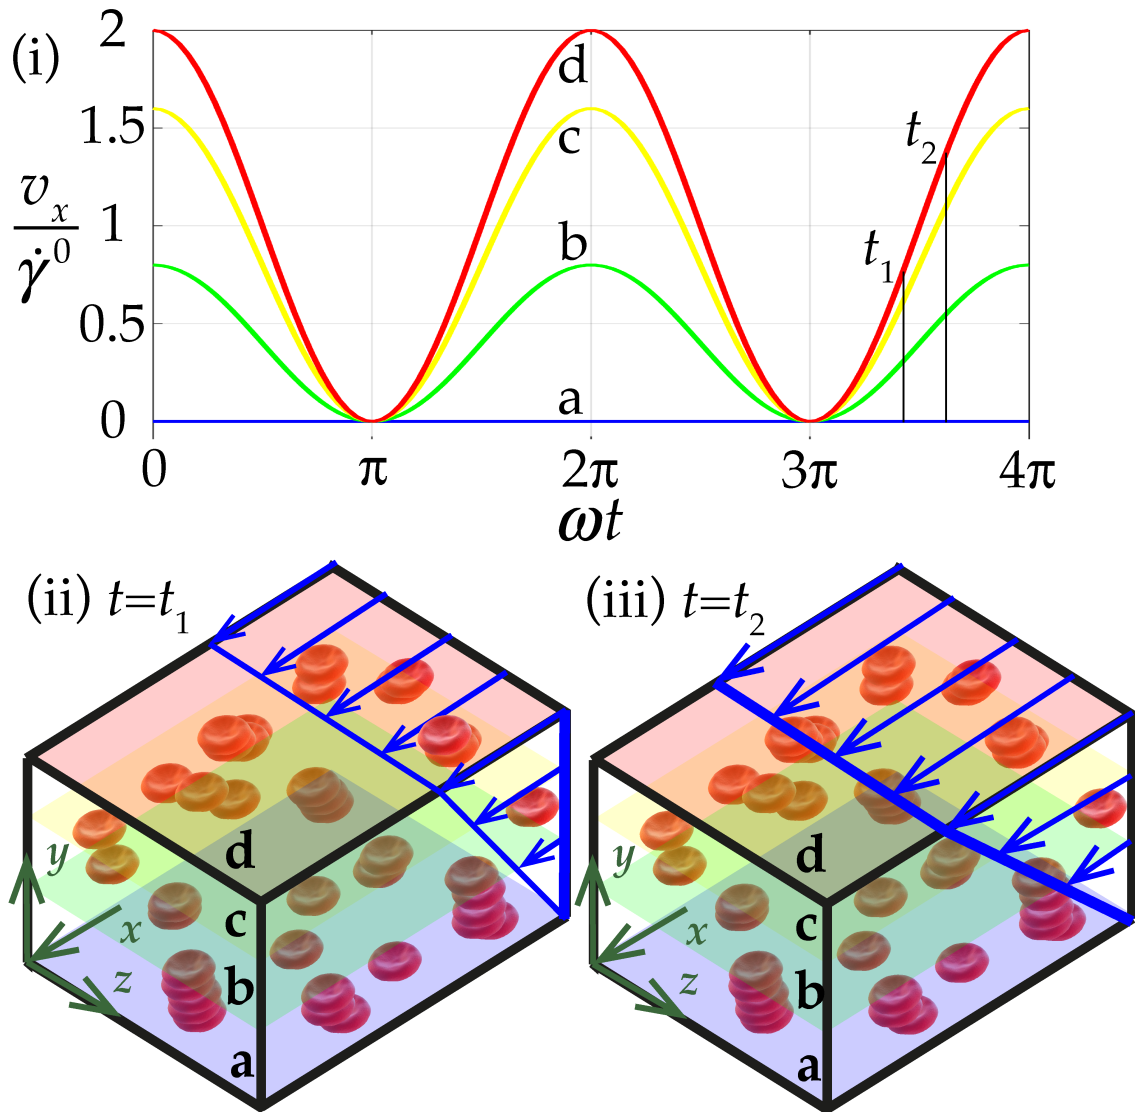 (i)
2
1.5
1
0.5
0
vₓ
γ̇⁰
d
c
b
a
t₁
t₂
0
π
2π
3π
4π
ωt
(ii) t=t₁
y
x
z
d
c
b
a
(iii) t=t₂
y
x
z
d
c
b
a